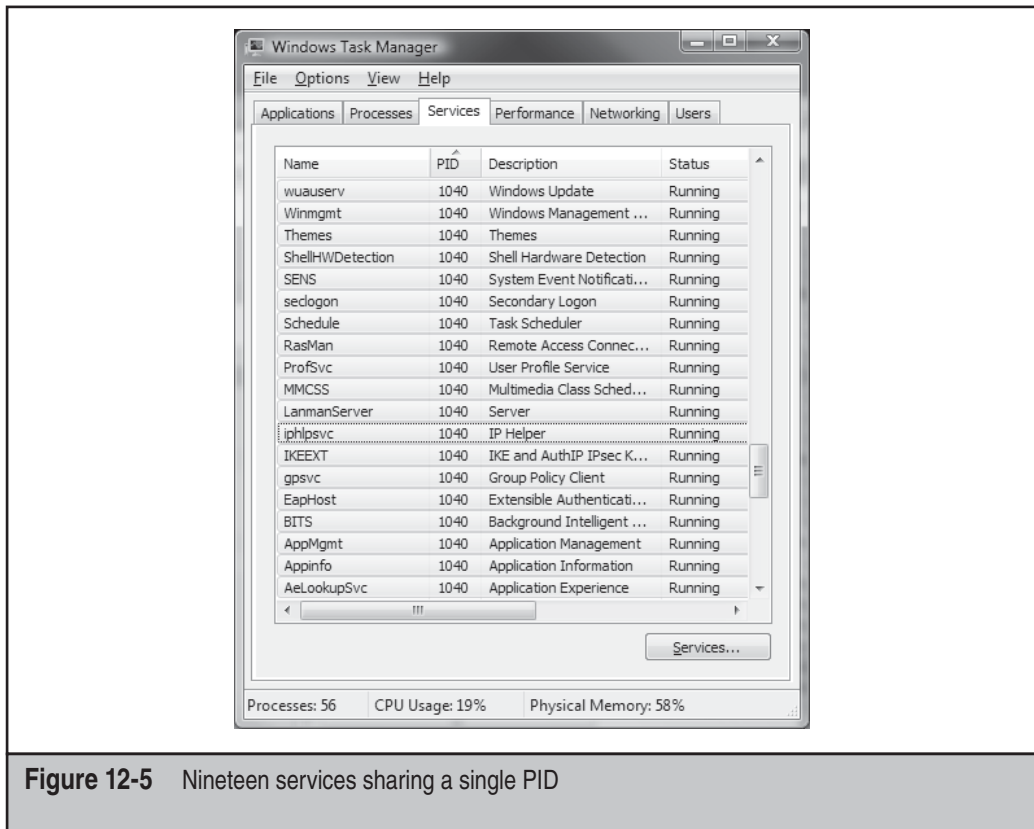 Windows Task Manager
File Options View Help
Applications Processes Services Performance Networking Users
Name PID Description Status
wuauserv 1040 Windows Update Running
Winmgmt 1040 Windows Management ... Running
Themes 1040 Themes Running
ShellHWDetection 1040 Shell Hardware Detection Running
SENS 1040 System Event Notificati... Running
seclogon 1040 Secondary Logon Running
Schedule 1040 Task Scheduler Running
RasMan 1040 Remote Access Connec... Running
ProfSvc 1040 User Profile Service Running
MMCSS 1040 Multimedia Class Sched... Running
LanmanServer 1040 Server Running
iphlpsvc 1040 IP Helper Running
IKEEXT 1040 IKE and AuthIP IPsec K... Running
gpsvc 1040 Group Policy Client Running
EapHost 1040 Extensible Authenticati... Running
BITS 1040 Background Intelligent ... Running
AppMgmt 1040 Application Management Running
Appinfo 1040 Application Information Running
AeLookupSvc 1040 Application Experience Running
Services...
Processes: 56 CPU Usage: 19% Physical Memory: 58%
Figure 12-5 Nineteen services sharing a single PID